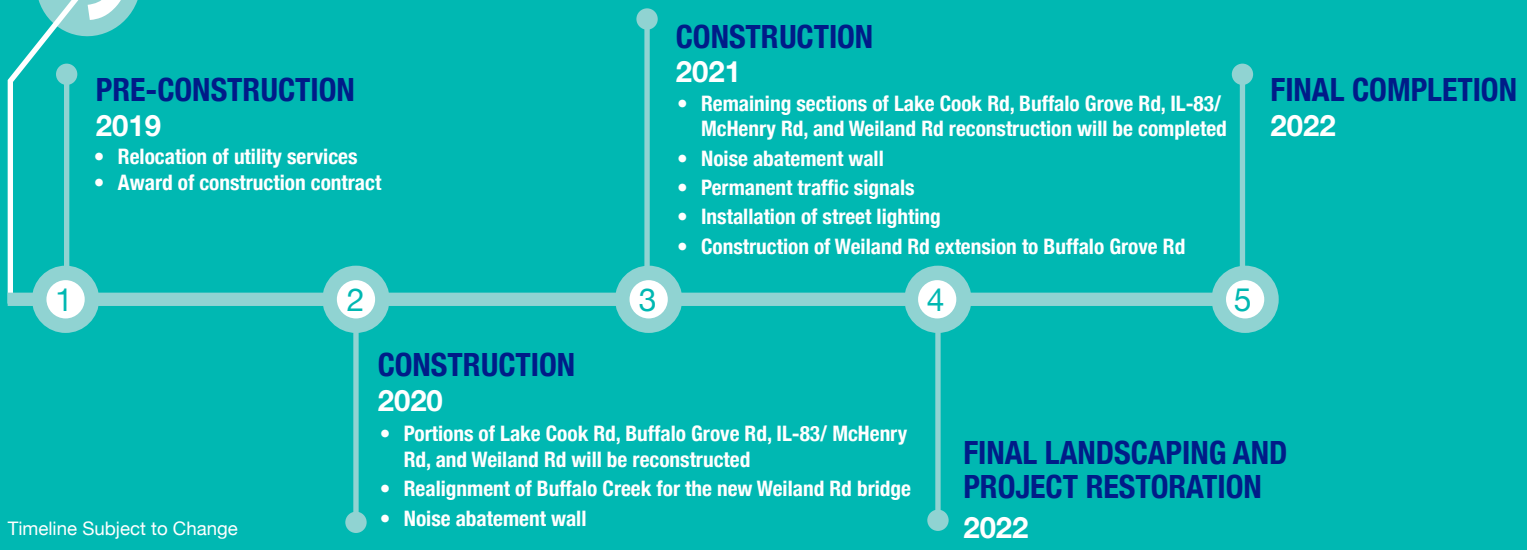 1
PRE-CONSTRUCTION
2019
• Relocation of utility services
• Award of construction contract
2
CONSTRUCTION
2020
• Portions of Lake Cook Rd, Buffalo Grove Rd, IL-83/ McHenry
Rd, and Weiland Rd will be reconstructed
• Realignment of Buffalo Creek for the new Weiland Rd bridge
• Noise abatement wall
3
CONSTRUCTION
2021
• Remaining sections of Lake Cook Rd, Buffalo Grove Rd, IL-83/
McHenry Rd, and Weiland Rd reconstruction will be completed
• Noise abatement wall
• Permanent traffic signals
• Installation of street lighting
• Construction of Weiland Rd extension to Buffalo Grove Rd
4
FINAL LANDSCAPING AND
PROJECT RESTORATION
2022
5
FINAL COMPLETION
2022
Timeline Subject to Change